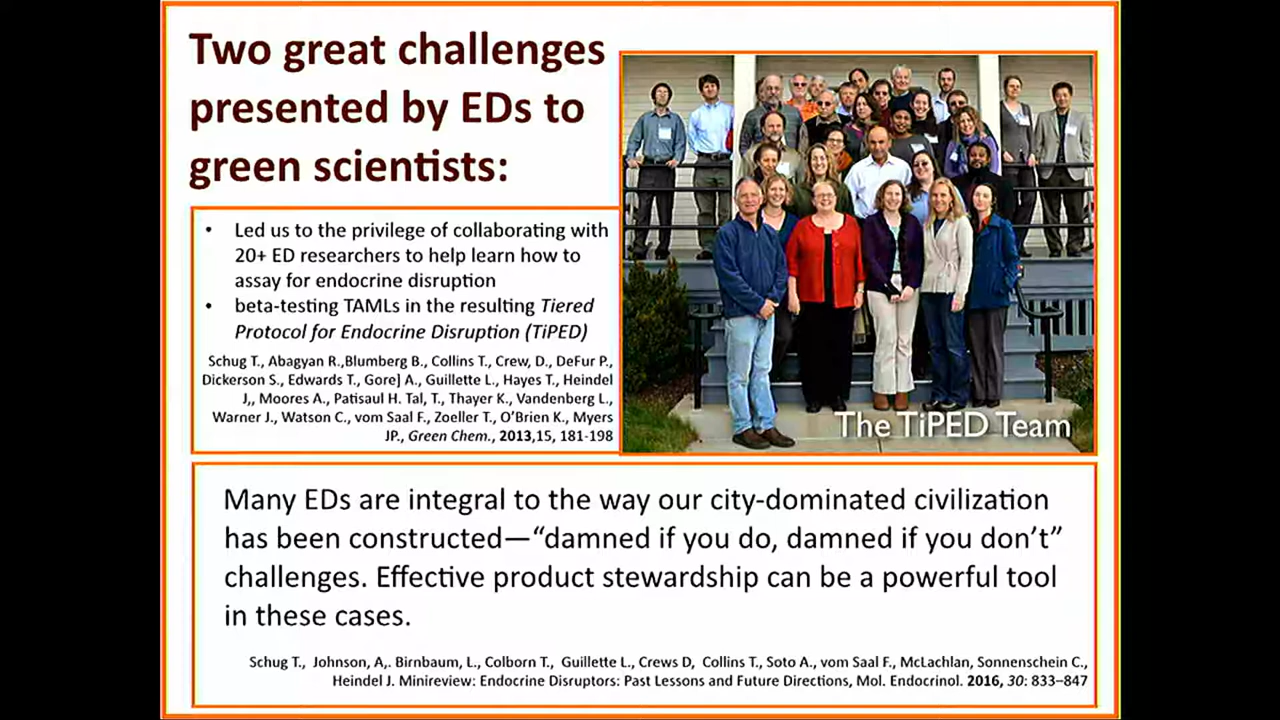 Two great challenges
presented by EDs to
green scientists:
• Led us to the privilege of collaborating with
20+ ED researchers to help learn how to
assay for endocrine disruption
• beta-testing TAMLs in the resulting Tiered
Protocol for Endocrine Disruption (TiPED)
Schug T., Abagyan R.,Blumberg B., Collins T., Crew, D., DeFur P.,
Dickerson S., Edwards T., Gore] A., Guillette L., Hayes T., Heindel
J,, Moores A., Patisaul H. Tal, T., Thayer K., Vandenberg L.,
Warner J., Watson C., vom Saal F., Zoeller T., O’Brien K., Myers
JP., Green Chem., 2013,15, 181-198
The TiPED Team
Many EDs are integral to the way our city-dominated civilization
has been constructed—“damned if you do, damned if you don’t”
challenges. Effective product stewardship can be a powerful tool
in these cases.
Schug T., Johnson, A,. Birnbaum, L., Colborn T., Guillette L., Crews D, Collins T., Soto A., vom Saal F., McLachlan, Sonnenschein C.,
Heindel J. Minireview: Endocrine Disruptors: Past Lessons and Future Directions, Mol. Endocrinol. 2016, 30: 833–847